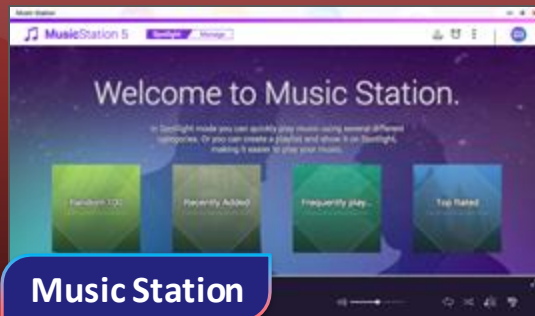 Music Station
MusicStation 5 Spotlight Manage
Welcome to Music Station.
In Spotlight mode you can quickly play music using several different
categories. Or you can create a playlist and show it on Spotlight,
making it easier to play your music.
Random 100 Recently Added Frequently play... Top Rated
Music Station